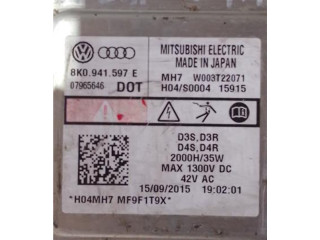 MITSUBISHI ELECTRIC
MADE IN JAPAN
8K0.941.597 E
MH7 W003T22071
07965646 DOT
H04/S0004 15915
D3S,D3R
D4S,D4R
2000H/35W
MAX 1300V DC
42V AC
15/09/2015 19:02:01
*H04MH7 MF9F1T9X*